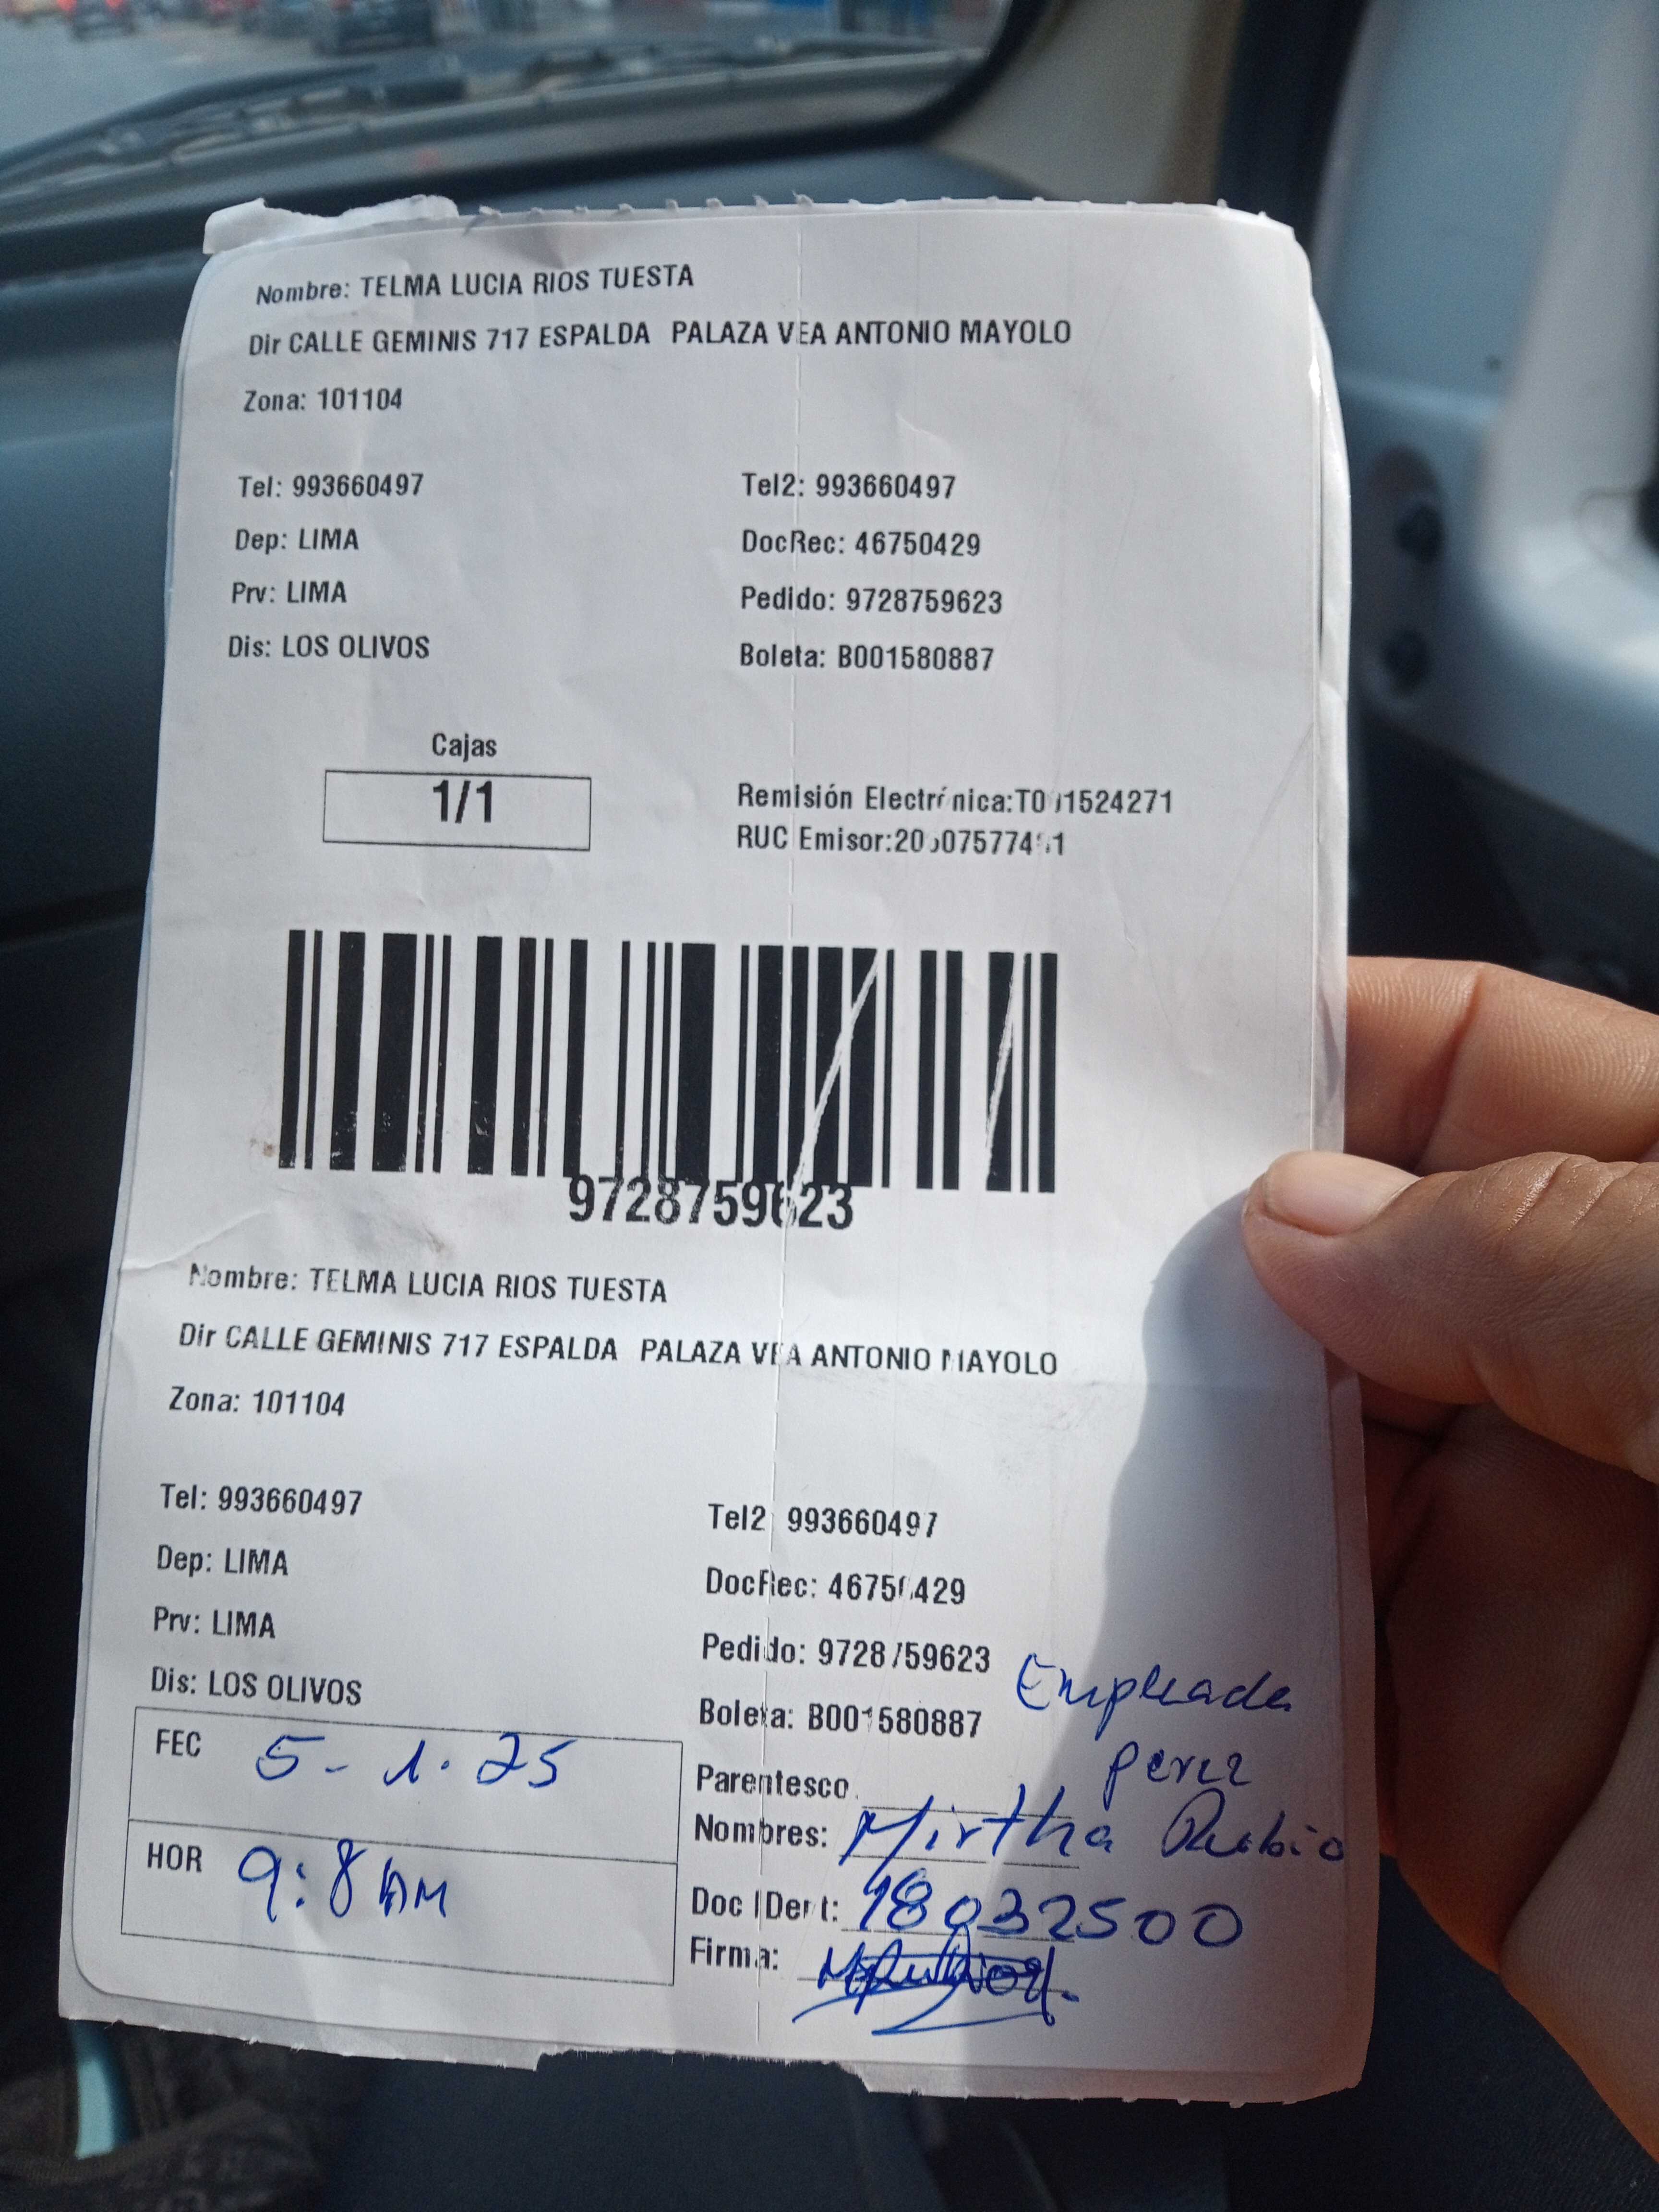 Nombre: TELMA LUCIA RIOS TUESTA
Dir CALLE GEMINIS 717 ESPALDA PALAZA VEA ANTONIO MAYOLO
Zona: 101104
Tel: 993660497 Tel2: 993660497
Dep: LIMA DocRec: 46750429
Prv: LIMA Pedido: 9728759623
Dis: LOS OLIVOS Boleta: B001580887
Cajas
1/1
Remisión Electrónica:T001524271
RUC Emisor:
9728759623
Nombre: TELMA LUCIA RIOS TUESTA
Dir CALLE GEMINIS 717 ESPALDA PALAZA VEA ANTONIO MAYOLO
Zona: 101104
Tel: 993660497 Tel2 993660497
Dep: LIMA DocRec: 46750429
Prv: LIMA Pedido: 9728759623
Dis: LOS OLIVOS Boleta: B001580887
Empleada
FEC 5-1.25
Parentesco
perez
Nombres: Mirtha Rubio
HOR 9:8 AM
Doc IDent: 18032500
Firma: